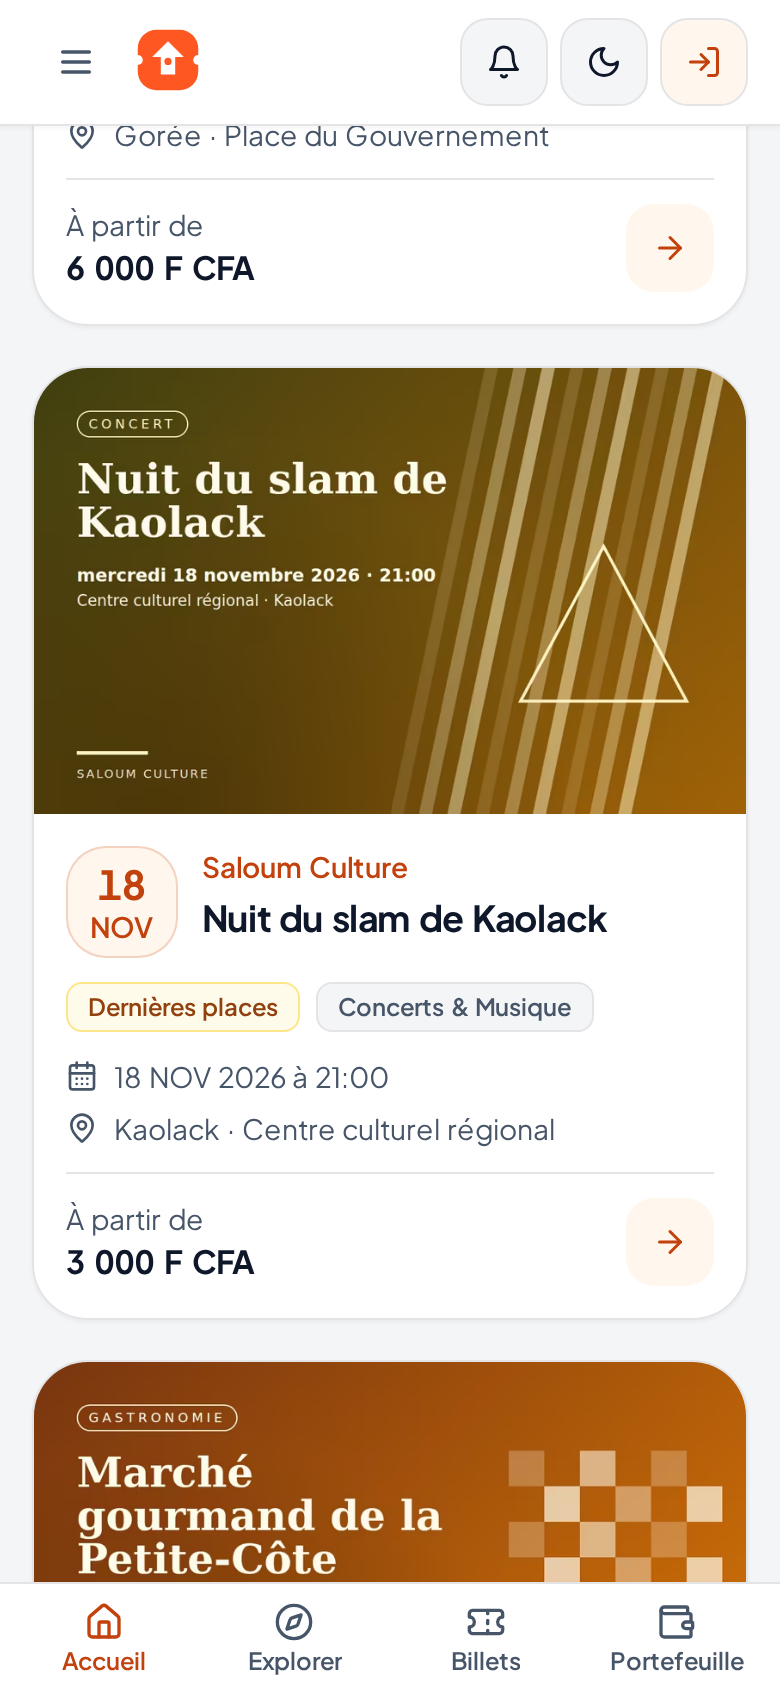 Gorée · Place du Gouvernement
À partir de
6 000 F CFA
CONCERT
Nuit du slam de
Kaolack
mercredi 18 novembre 2026 · 21:00
Centre culturel régional · Kaolack
SALOUM CULTURE
18
NOV
Saloum Culture
Nuit du slam de Kaolack
Dernières places
Concerts & Musique
18 NOV 2026 à 21:00
Kaolack · Centre culturel régional
À partir de
3 000 F CFA
GASTRONOMIE
Marché
gourmand de la
Petite-Côte
Accueil
Explorer
Billets
Portefeuille